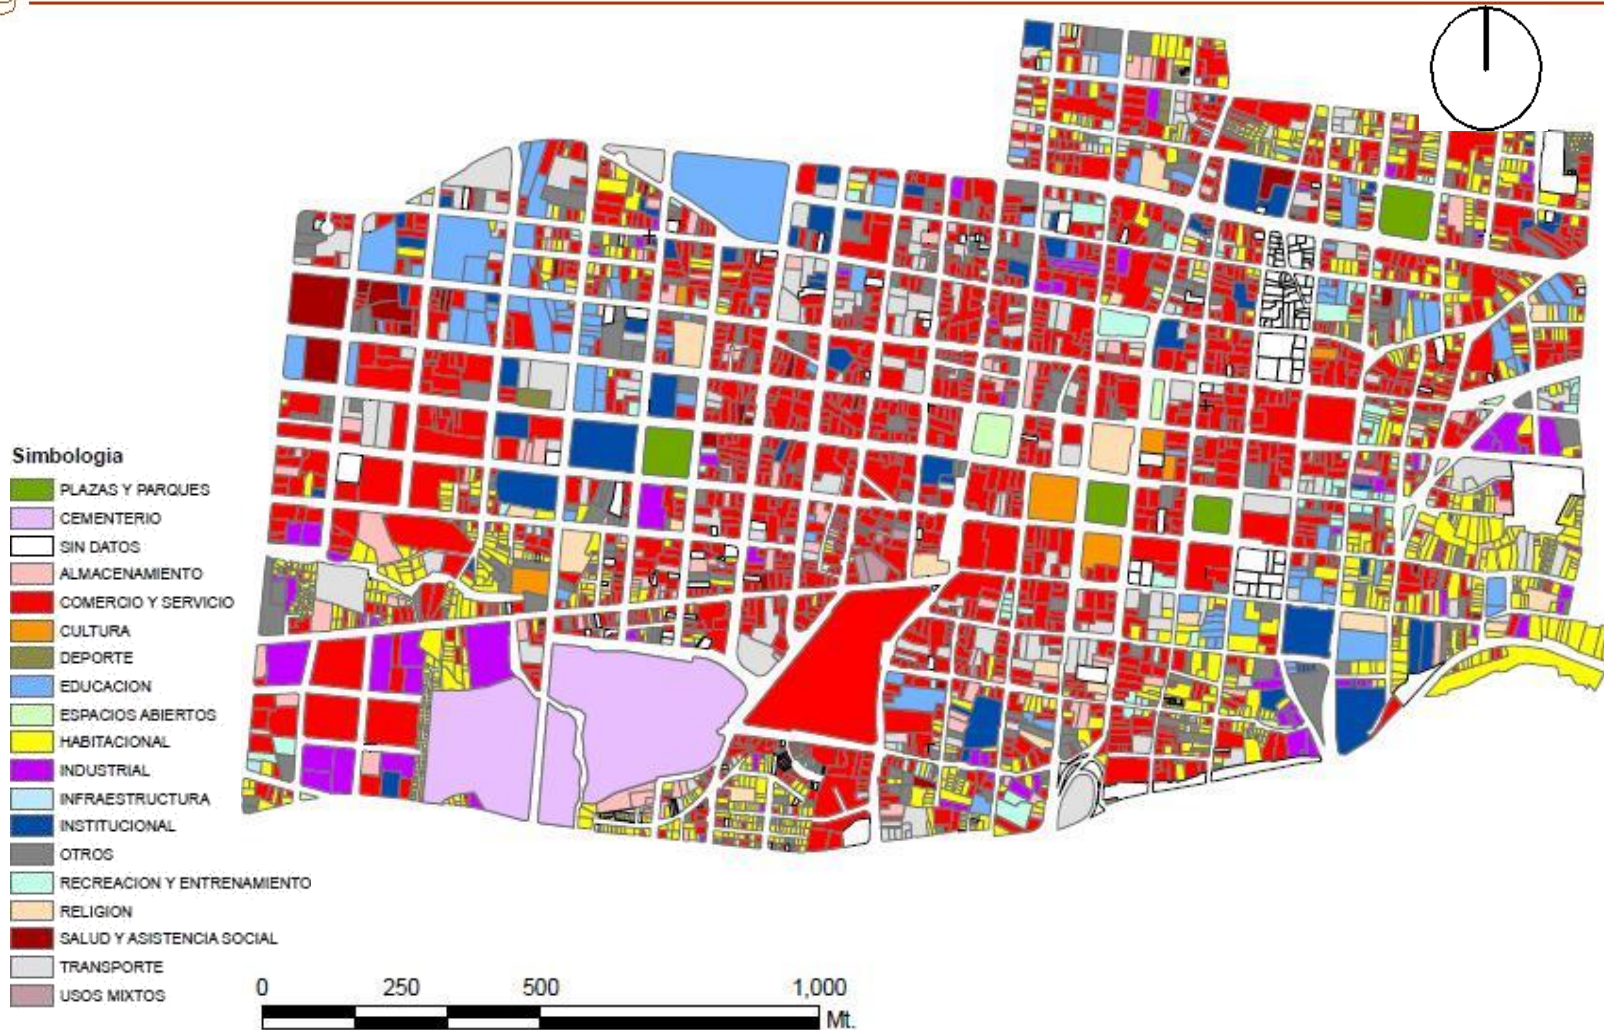 Simbologia
PLAZAS Y PARQUES
CEMENTERIO
SIN DATOS
ALMACENAMIENTO
COMERCIO Y SERVICIO
CULTURA
DEPORTE
EDUCACION
ESPACIOS ABIERTOS
HABITACIONAL
INDUSTRIAL
INFRAESTRUCTURA
INSTITUCIONAL
OTROS
RECREACION Y ENTRENAMIENTO
RELIGION
SALUD Y ASISTENCIA SOCIAL
TRANSPORTE
USOS MIXTOS
0 250 500 1,000
Mt.